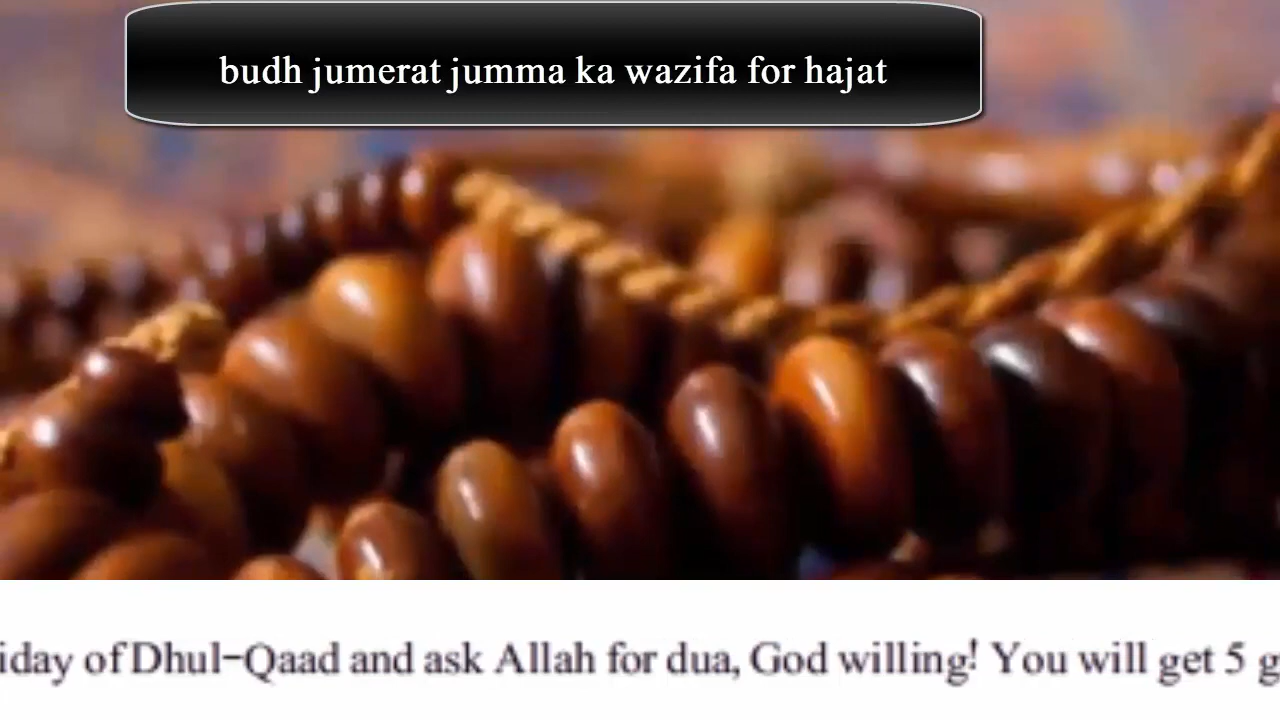 budh jumerat jumma ka wazifa for hajat
of Dhul-Qaad and ask Allah for dua, God willing! You will get 5